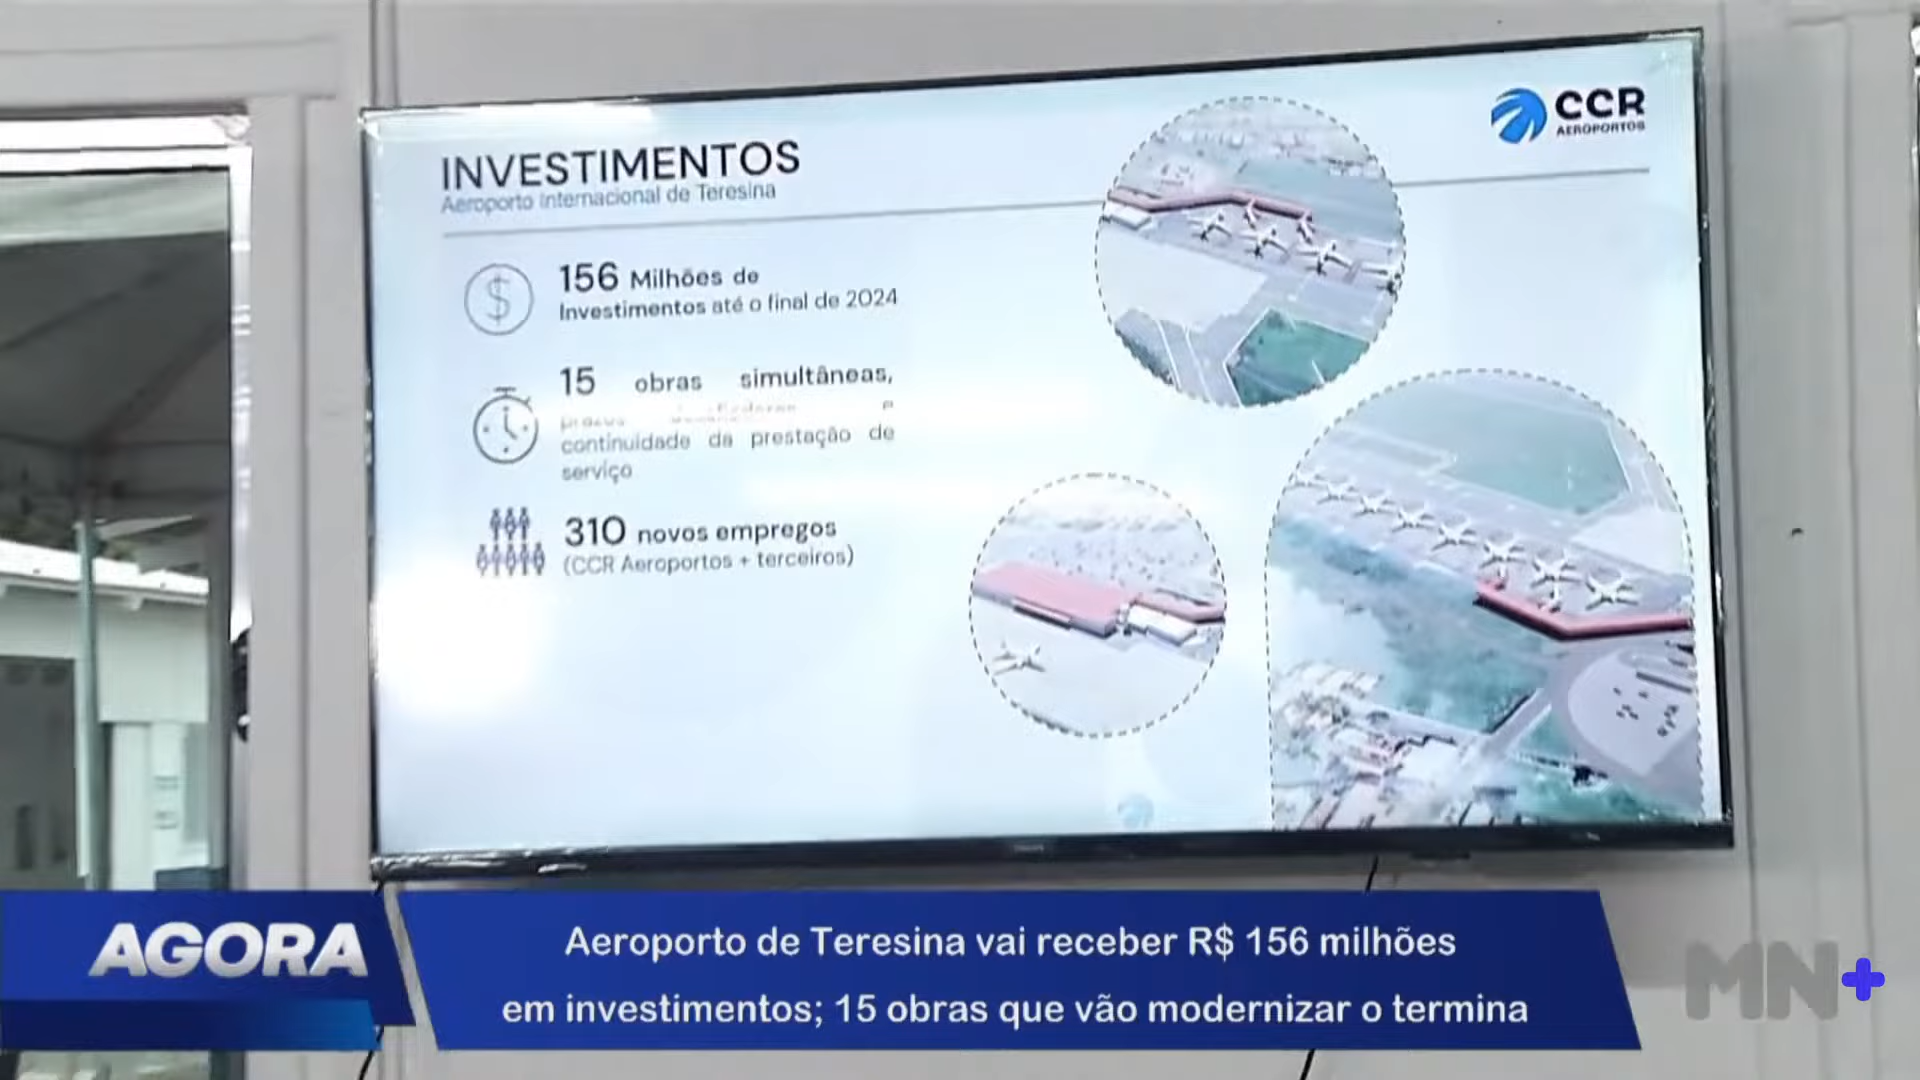 CCR
AEROPORTOS
INVESTIMENTOS
Aeroporto Internacional de Teresina
156 Milhões de
Investimentos até o final de 2024
15 obras simultâneas,
continuidade da prestação de
serviço
310 novos empregos
(CCR Aeroportos + terceiros)
AGORA
Aeroporto de Teresina vai receber R$ 156 milhões
em investimentos; 15 obras que vão modernizar o termina
MN+